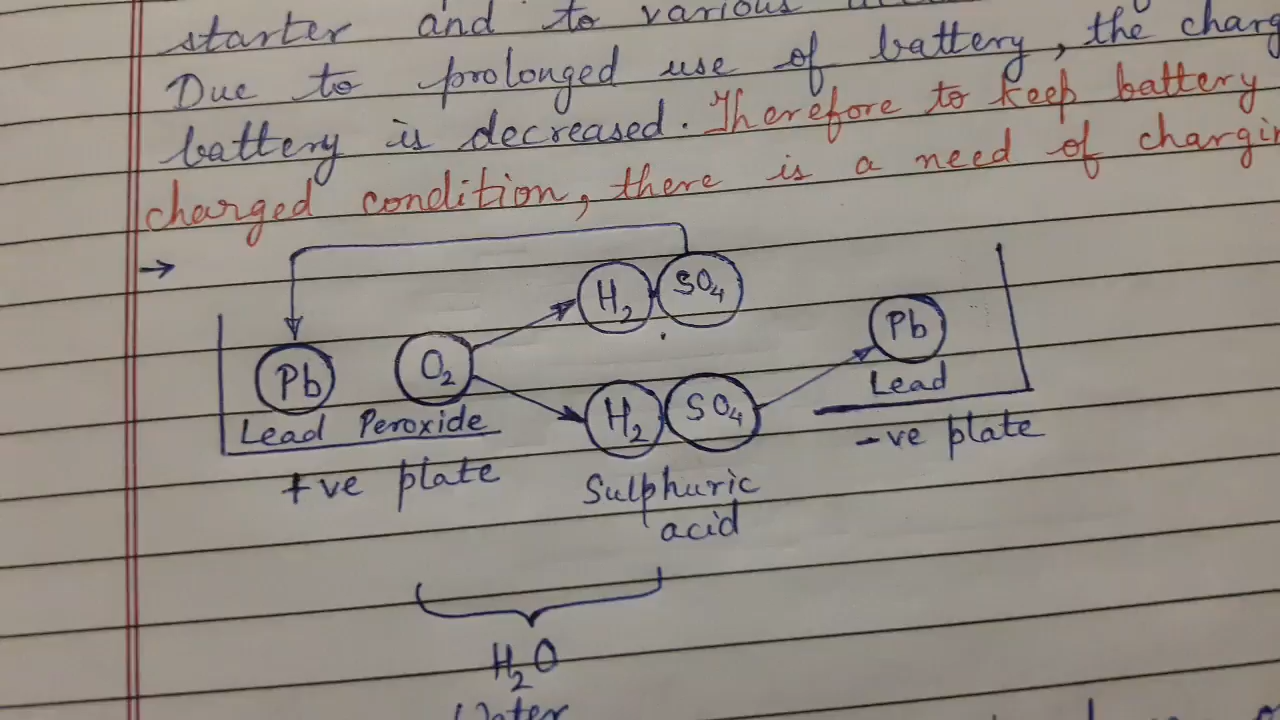 starter and to various
Due to prolonged use of battery, the charg
battery is decreased. Therefore to keep battery
charged condition, there is a need of chargin
→
H2 SO4
Pb O2 Pb
Lead
H2 SO4
Lead Peroxide
-ve plate
+ve plate
Sulphuric
acid
H2O
Water